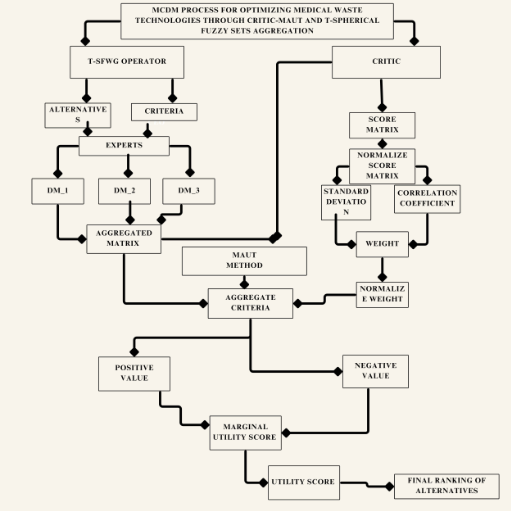 MCDM PROCESS FOR OPTIMIZING MEDICAL WASTE
TECHNOLOGIES THROUGH CRITIC-MAUT AND T-SPHERICAL
FUZZY SETS AGGREGATION
T-SFWG OPERATOR
CRITIC
ALTERNATIVE
S
CRITERIA
SCORE
MATRIX
EXPERTS
NORMALIZE
SCORE
MATRIX
DM_1
DM_2
DM_3
STANDARD
DEVIATIO
N
CORRELATION
COEFFICIENT
AGGREGATED
MATRIX
WEIGHT
MAUT
METHOD
AGGREGATE
CRITERIA
NORMALIZ
E WEIGHT
POSITIVE
VALUE
NEGATIVE
VALUE
MARGINAL
UTILITY SCORE
UTILITY SCORE
FINAL RANKING OF
ALTERNATIVES